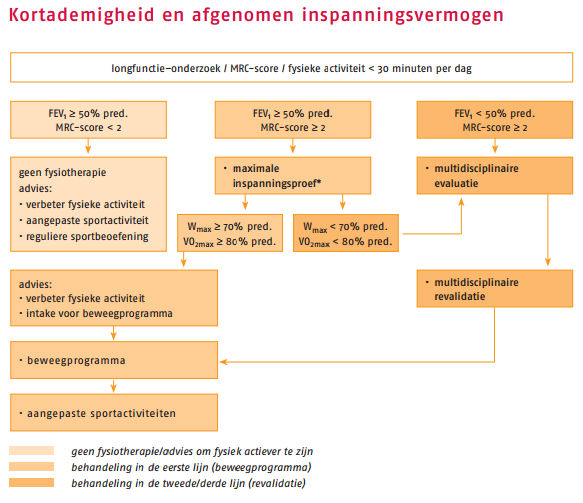 Kortademigheid en afgenomen inspanningsvermogen
longfunctie-onderzoek / MRC-score / fysieke activiteit < 30 minuten per dag
FEV₁ ≥ 50% pred.
MRC-score < 2
FEV₁ ≥ 50% pred.
MRC-score ≥ 2
FEV₁ < 50% pred.
MRC-score ≥ 2
geen fysiotherapie
advies:
• verbeter fysieke activiteit
• aangepaste sportactiviteit
• reguliere sportbeoefening
• maximale
inspanningsproef*
• multidisciplinaire
evaluatie
Wmax ≥ 70% pred.
VO₂max ≥ 80% pred.
Wmax < 70% pred.
VO₂max < 80% pred.
advies:
• verbeter fysieke activiteit
• intake voor beweegprogramma
• multidisciplinaire
revalidatie
• beweegprogramma
• aangepaste sportactiviteiten
geen fysiotherapie/advies om fysiek actiever te zijn
behandeling in de eerste lijn (beweegprogramma)
behandeling in de tweede/derde lijn (revalidatie)